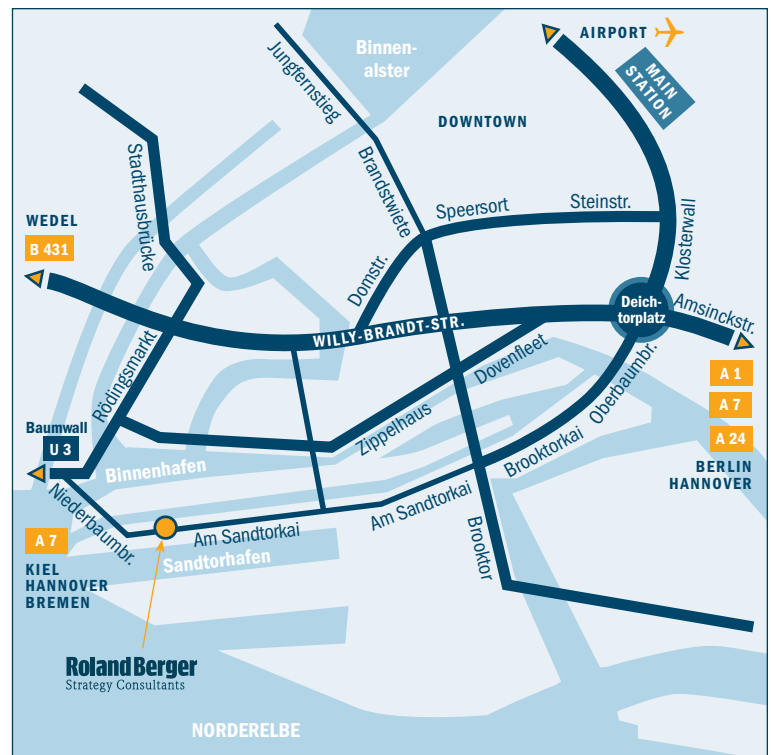 AIRPORT
MAIN
STATION
Binnen-
alster
Jungfernstieg
DOWNTOWN
Stadthausbrücke
Brandstwiete
Speersort
Steinstr.
Klosterwall
WEDEL
B 431
Domstr.
Deich-
torplatz
Amsinckstr.
WILLY-BRANDT-STR.
Rödingsmarkt
Dovenfleet
Oberbaumbr.
A 1
A 7
A 24
BERLIN
HANNOVER
Baumwall
U 3
Zippelhaus
Binnenhafen
Brooktorkai
Niederbaumbr.
Am Sandtorkai
Am Sandtorkai
Brooktor
A 7
KIEL
HANNOVER
BREMEN
Sandtorhafen
Roland Berger
Strategy Consultants
NORDERELBE